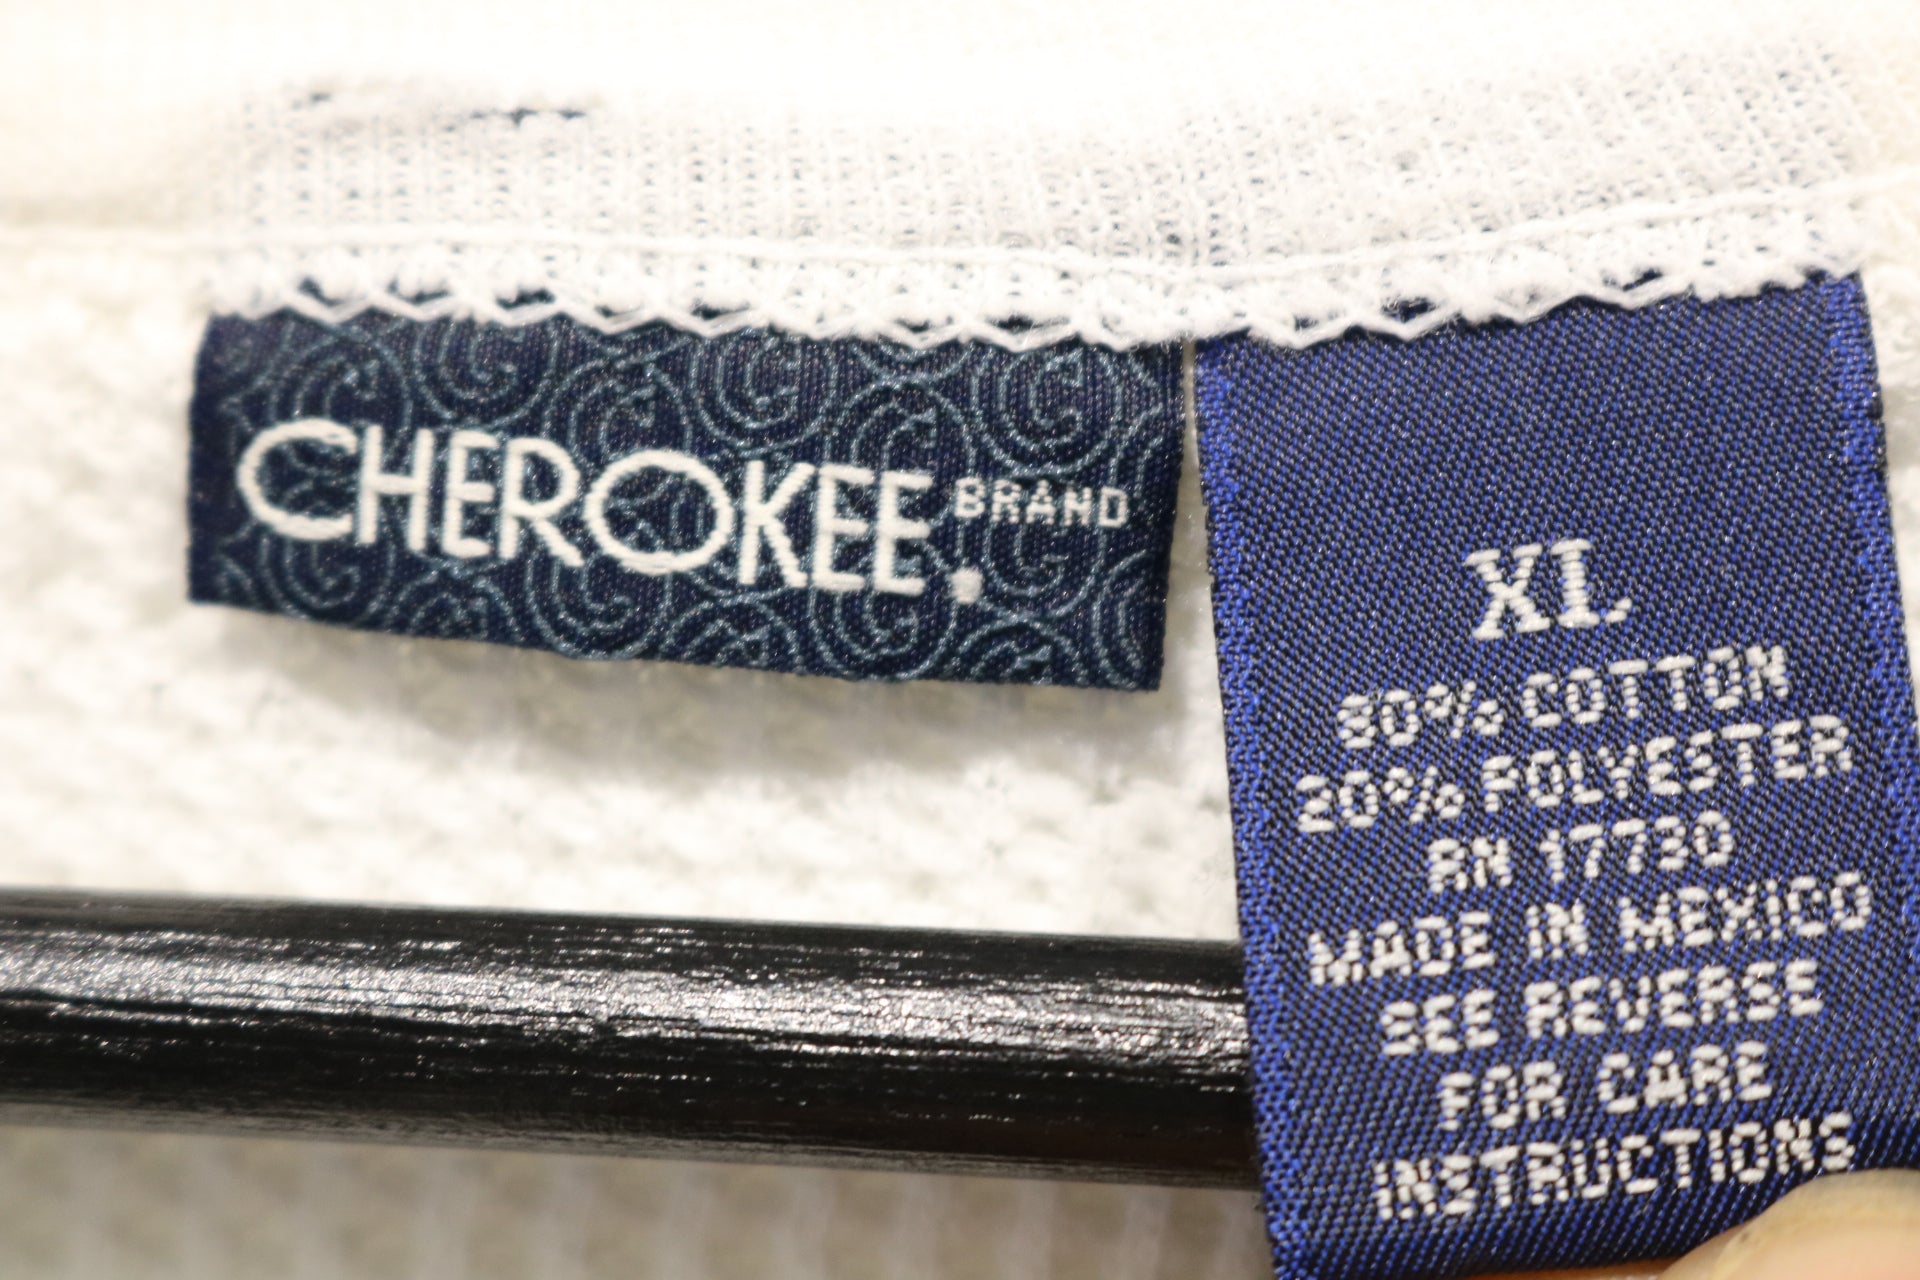 CHEROKEE. BRAND
XL
80% COTTON
20% POLYESTER
RN 17730
MADE IN MEXICO
SEE REVERSE
FOR CARE
INSTRUCTIONS